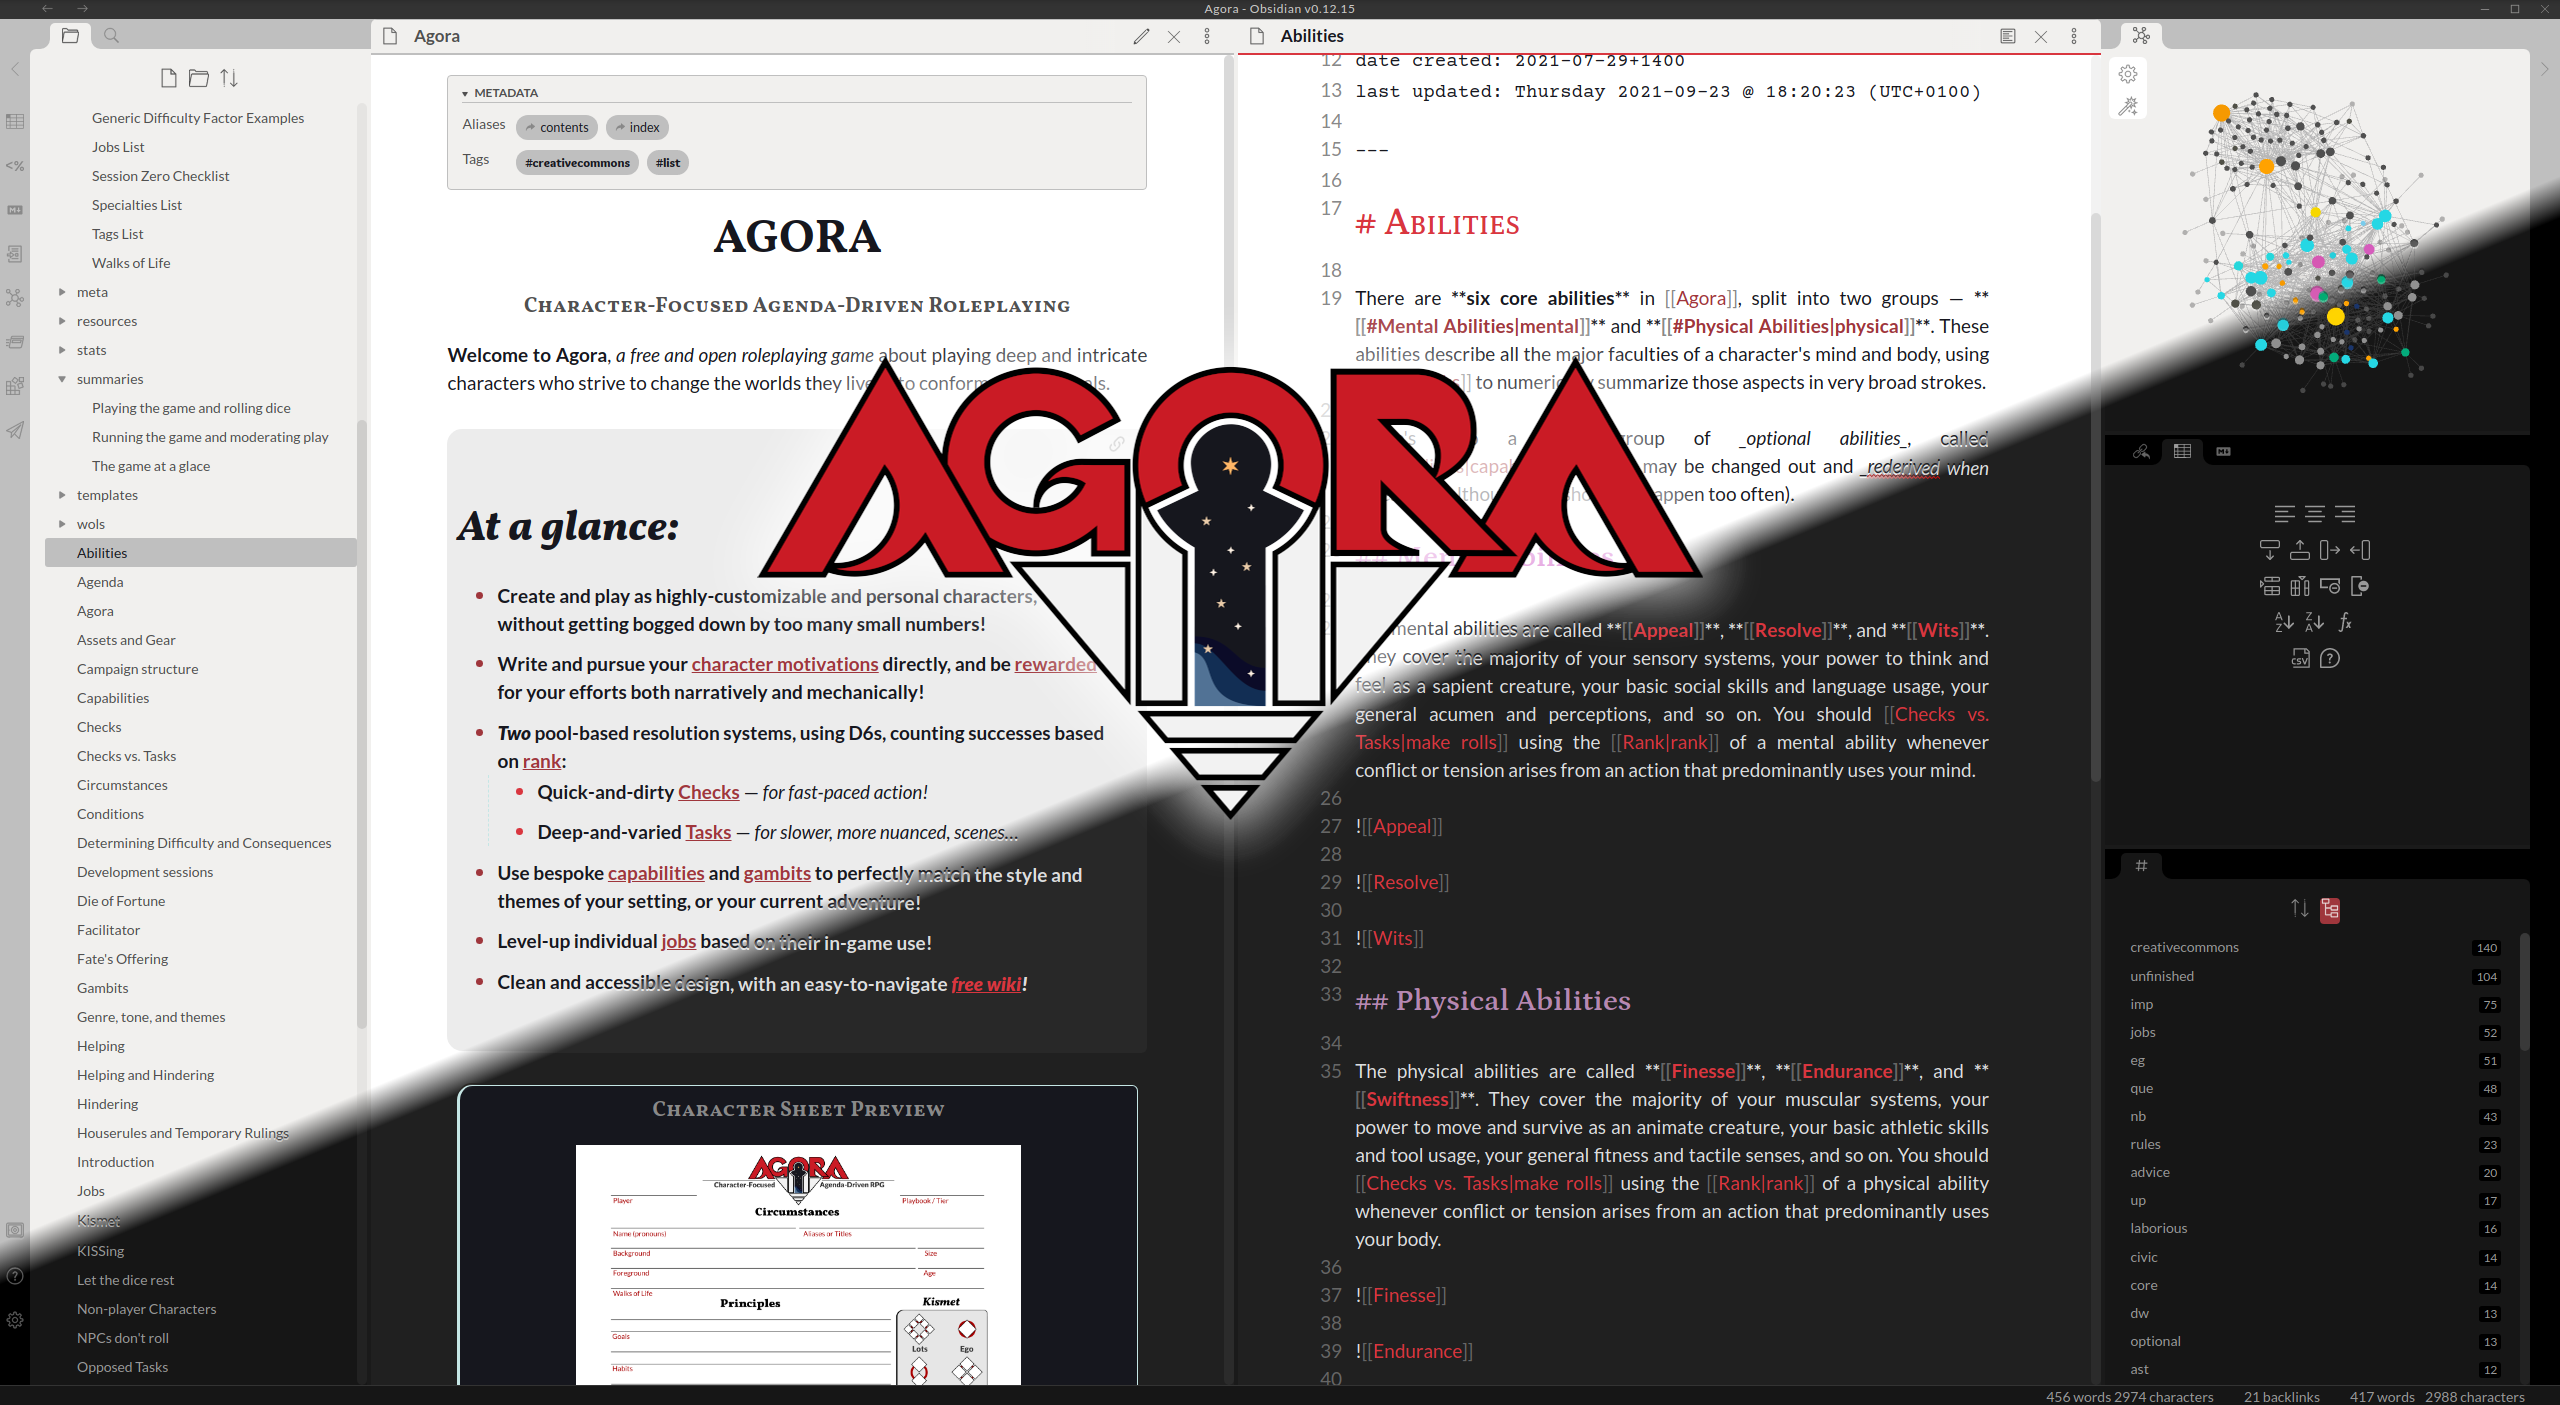 Agora - Obsidian v0.12.15
Generic Difficulty Factor Examples
Jobs List
Session Zero Checklist
Specialties List
Tags List
Walks of Life
meta
resources
stats
summaries
Playing the game and rolling dice
Running the game and moderating play
The game at a glace
templates
wols
Abilities
Agenda
Agora
Assets and Gear
Campaign structure
Capabilities
Checks
Checks vs. Tasks
Circumstances
Conditions
Determining Difficulty and Consequences
Development sessions
Die of Fortune
Facilitator
Fate's Offering
Gambits
Genre, tone, and themes
Helping
Helping and Hindering
Hindering
Houserules and Temporary Rulings
Introduction
Jobs
Kismet
KISSing
Let the dice rest
Non-player Characters
NPCs don't roll
Opposed Tasks
Agora
METADATA
Aliases contents index
Tags #creativecommons #list
AGORA
Character-Focused Agenda-Driven Roleplaying
Welcome to Agora, a free and open roleplaying game about playing deep and intricate
characters who strive to change the worlds they live to conform
AGORA
At a glance:
Create and play as highly-customizable and personal characters,
without getting bogged down by too many small numbers!
Write and pursue your character motivations directly, and be rewarded
for your efforts both narratively and mechanically!
Two pool-based resolution systems, using D6s, counting successes based
on rank:
Quick-and-dirty Checks — for fast-paced action!
Deep-and-varied Tasks — for slower, more nuanced, scenes...
Use bespoke capabilities and gambits to perfectly match the style and
themes of your setting, or your current adventure!
Level-up individual jobs based on their in-game use!
Clean and accessible design, with an easy-to-navigate free wiki!
Character Sheet Preview
AGORA
Character-Focused Agenda-Driven RPG
Player Playbook / Tier
Circumstances
Name (pronouns) Aliases or Titles
Background Size
Foreground Age
Walks of Life
Principles
Kismet
Goals
Lots Ego
Habits
Abilities
12 date created: 2021-07-29+1400
13 last updated: Thursday 2021-09-23 @ 18:20:23 (UTC+0100)
14
15 ---
16
17 # Abilities
18
19 There are **six core abilities** in [[Agora]], split into two groups — **
[[#Mental Abilities|mental]]** and **[[#Physical Abilities|physical]]**. These
abilities describe all the major faculties of a character's mind and body, using
to numerically summarize those aspects in very broad strokes.
a group of _optional abilities_, called
may be changed out and _rederived when
happen too often).
mental abilities are called **[[Appeal]]**, **[[Resolve]]**, and **[[Wits]]**.
They cover the majority of your sensory systems, your power to think and
feel as a sapient creature, your basic social skills and language usage, your
general acumen and perceptions, and so on. You should [[Checks vs.
Tasks|make rolls]] using the [[Rank|rank]] of a mental ability whenever
conflict or tension arises from an action that predominantly uses your mind.
26
27 ![[Appeal]]
28
29 ![[Resolve]]
30
31 ![[Wits]]
32
33 ## Physical Abilities
34
35 The physical abilities are called **[[Finesse]]**, **[[Endurance]]**, and **
[[Swiftness]]**. They cover the majority of your muscular systems, your
power to move and survive as an animate creature, your basic athletic skills
and tool usage, your general fitness and tactile senses, and so on. You should
[[Checks vs. Tasks|make rolls]] using the [[Rank|rank]] of a physical ability
whenever conflict or tension arises from an action that predominantly uses
your body.
36
37 ![[Finesse]]
38
39 ![[Endurance]]
40
creativecommons 140
unfinished 104
imp 75
jobs 52
eg 51
que 48
nb 43
rules 23
advice 20
up 17
laborious 16
civic 14
core 14
dw 13
optional 13
ast 12
456 words 2974 characters 21 backlinks 417 words 2988 characters